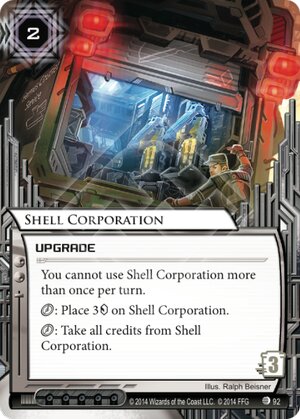 2
SHELL CORPORATION
UPGRADE
You cannot use Shell Corporation more
than once per turn.
: Place 3 on Shell Corporation.
: Take all credits from Shell
Corporation.
3
Illus. Ralph Beisner
© 2014 Wizards of the Coast LLC. © 2014 FFG 92